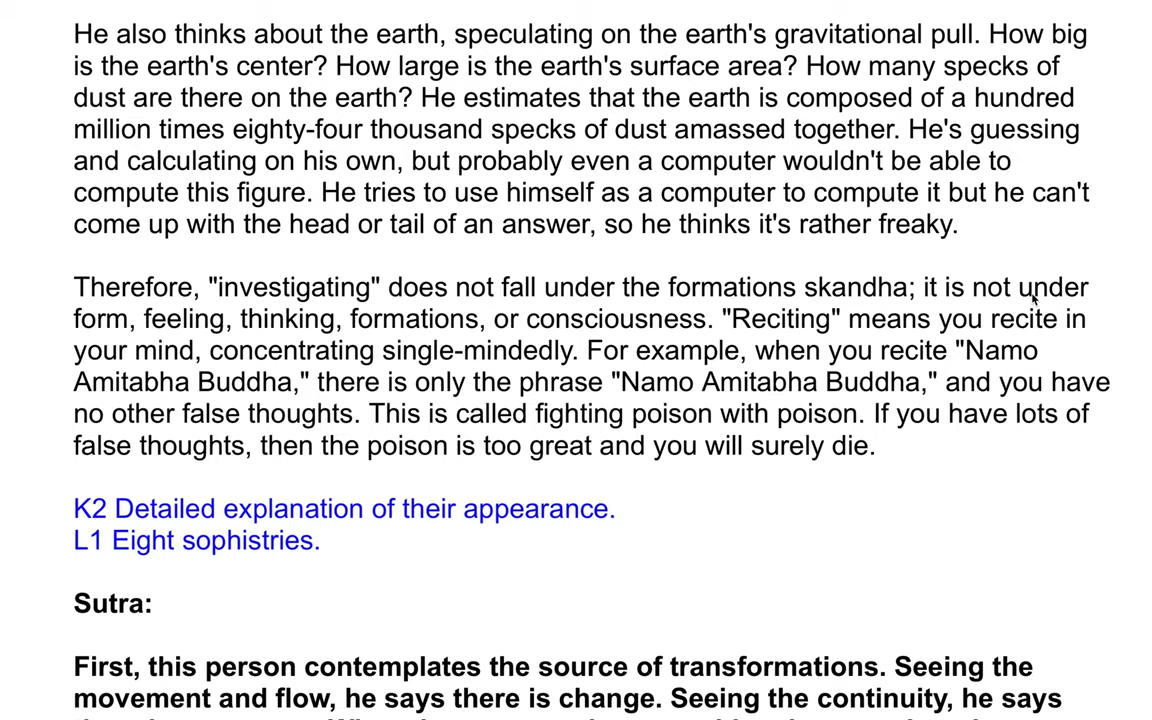 He also thinks about the earth, speculating on the earth's gravitational pull. How big
is the earth's center? How large is the earth's surface area? How many specks of
dust are there on the earth? He estimates that the earth is composed of a hundred
million times eighty-four thousand specks of dust amassed together. He's guessing
and calculating on his own, but probably even a computer wouldn't be able to
compute this figure. He tries to use himself as a computer to compute it but he can't
come up with the head or tail of an answer, so he thinks it's rather freaky.
Therefore, "investigating" does not fall under the formations skandha; it is not under
form, feeling, thinking, formations, or consciousness. "Reciting" means you recite in
your mind, concentrating single-mindedly. For example, when you recite "Namo
Amitabha Buddha," there is only the phrase "Namo Amitabha Buddha," and you have
no other false thoughts. This is called fighting poison with poison. If you have lots of
false thoughts, then the poison is too great and you will surely die.
K2 Detailed explanation of their appearance.
L1 Eight sophistries.
Sutra:
First, this person contemplates the source of transformations. Seeing the
movement and flow, he says there is change. Seeing the continuity, he says